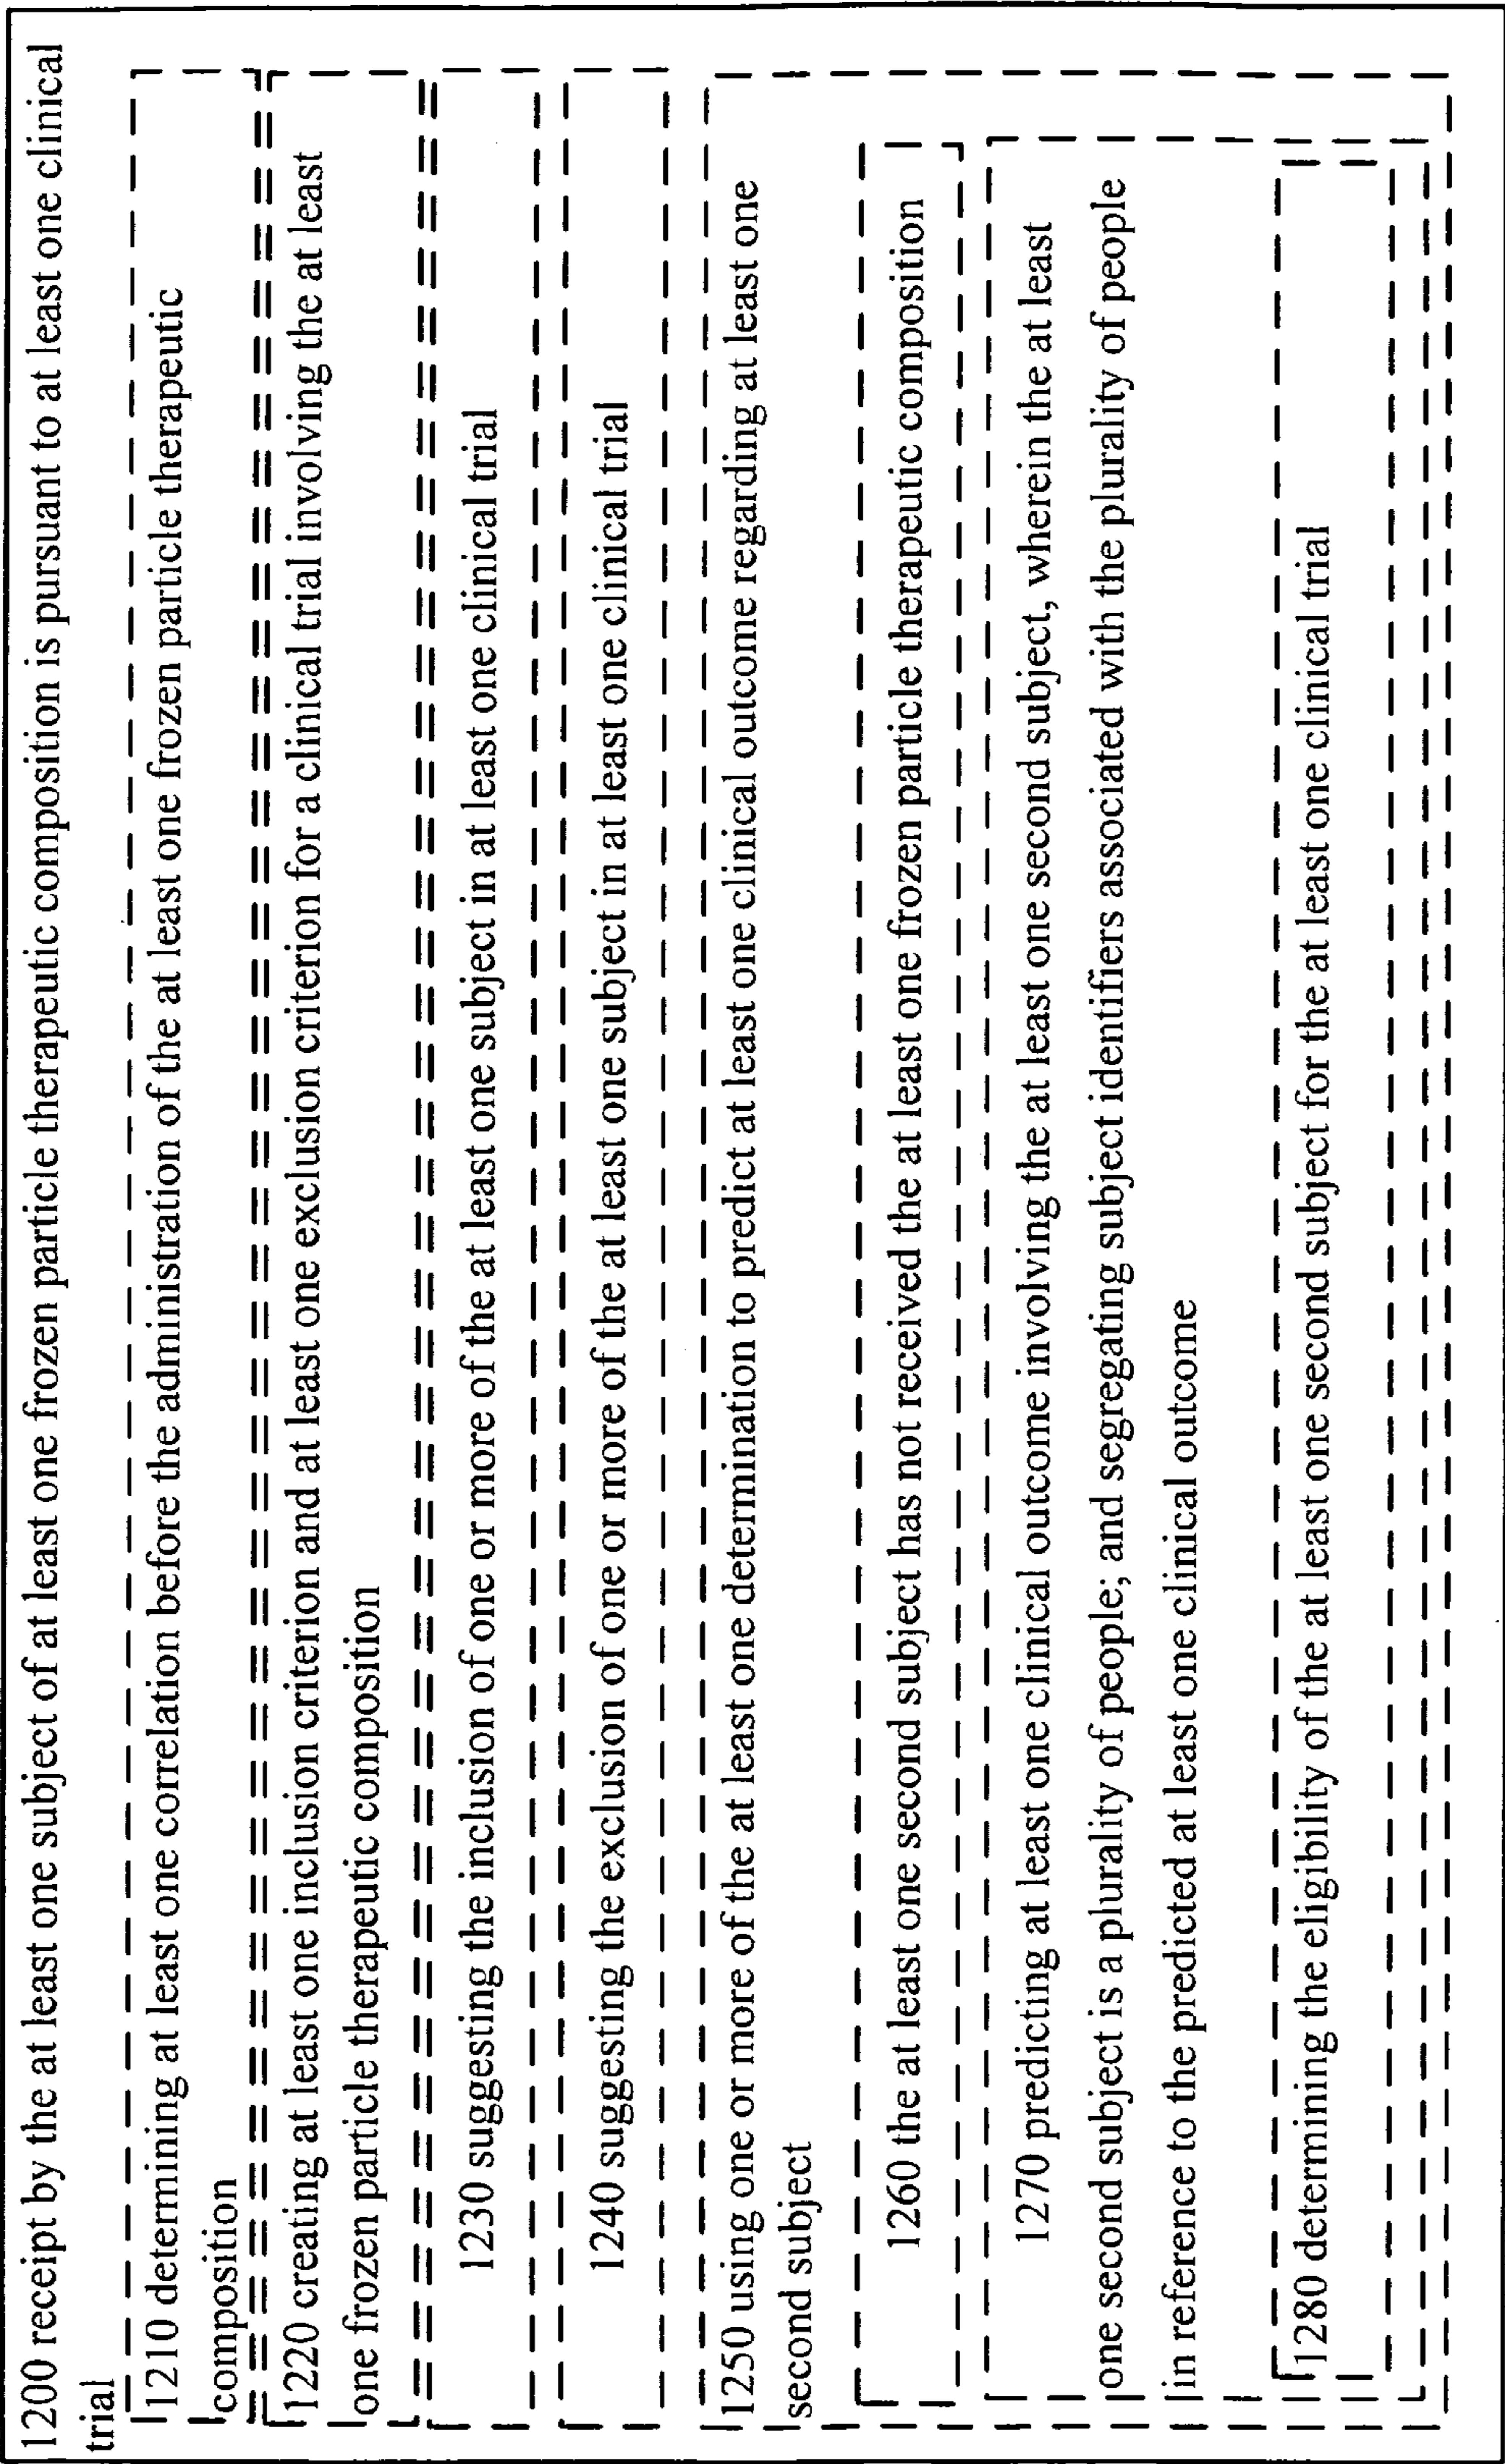 1200 receipt by the at least one subject of at least one frozen particle therapeutic composition is pursuant to at least one clinical
trial
1210 determining at least one correlation before the administration of the at least one frozen particle therapeutic
composition
1220 creating at least one inclusion criterion and at least one exclusion criterion for a clinical trial involving the at least
one frozen particle therapeutic composition
1230 suggesting the inclusion of one or more of the at least one subject in at least one clinical trial
1240 suggesting the exclusion of one or more of the at least one subject in at least one clinical trial
1250 using one or more of the at least one determination to predict at least one clinical outcome regarding at least one
second subject
1260 the at least one second subject has not received the at least one frozen particle therapeutic composition
1270 predicting at least one clinical outcome involving the at least one second subject, wherein the at least
one second subject is a plurality of people; and segregating subject identifiers associated with the plurality of people
in reference to the predicted at least one clinical outcome
1280 determining the eligibility of the at least one second subject for the at least one clinical trial